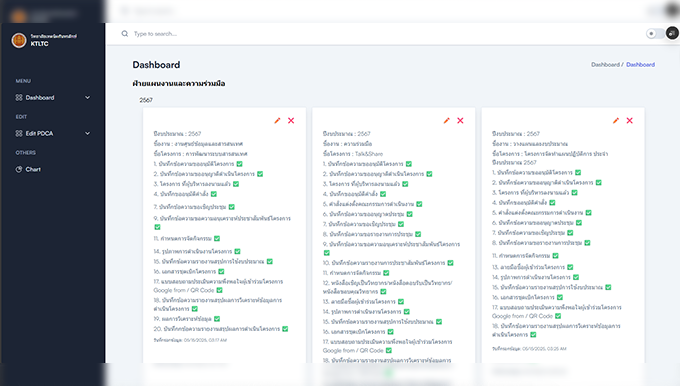 วิทยาลัยเทคนิคกันทรลักษ์
KTLTC
Type to search...
MENU
Dashboard
EDIT
Edit PDCA
OTHERS
Chart
Dashboard
Dashboard / Dashboard
ฝ่ายแผนงานและความร่วมมือ
2567
ปีงบประมาณ : 2567
ชื่องาน : งานศูนย์ข้อมูลและสารสนเทศ
ชื่อโครงการ : การพัฒนาระบบสารสนเทศ
1. บันทึกข้อความขออนุมัติโครงการ ✅
2. บันทึกข้อความขออนุญาติดำเนินโครงการ ✅
3. โครงการ ที่ผู้บริหารลงนามแล้ว ✅
4. บันทึกขออนุมัติคำสั่ง ✅
7. บันทึกข้อความขอเชิญประชุม ✅
9. บันทึกข้อความขอความอนุเคราะห์ประชาสัมพันธ์โครงการ
✅
11. กำหนดการจัดกิจกรรม ✅
14. รูปถาพการดำเนินงานโครงการ ✅
15. บันทึกข้อความรายงานสรุปการใช้งบประมาณ ✅
16. เอกสารชุดเบิกโครงการ ✅
17. แบบสอบถามประเมินความพึงพอใจผู้เข้าร่วมโครงการ
Google from / QR Code ✅
18. บันทึกข้อความรายงานสรุปผลการวิเคราะห์ข้อมูลการ
ดำเนินโครงการ ✅
19. ผลการวิเคราะห์ข้อมูล ✅
20. บันทึกข้อความรายงานสรุปผลการดำเนินโครงการ ✅
ปีงบประมาณ : 2567
ชื่องาน : ความร่วมมือ
ชื่อโครงการ : Talk&Share
1. บันทึกข้อความขออนุมัติโครงการ ✅
2. บันทึกข้อความขออนุญาติดำเนินโครงการ ✅
3. โครงการ ที่ผู้บริหารลงนามแล้ว ✅
4. บันทึกขออนุมัติคำสั่ง ✅
5. คำสั่งแต่งตั้งคณะกรรมการดำเนินงาน ✅
6. บันทึกข้อความขออนุญาตประชุม ✅
7. บันทึกข้อความขอเชิญประชุม ✅
8. บันทึกข้อความขอรายงานการประชุม ✅
9. บันทึกข้อความขอความอนุเคราะห์ประชาสัมพันธ์โครงการ
✅
10. บันทึกข้อความรายงานการประชาสัมพันธ์โครงการ ✅
11. กำหนดการจัดกิจกรรม ✅
12. หนังสือเชิญเป็นวิทยากร/หนังสือตอบรับเป็นวิทยากร/
หนังสือขอบคุณวิทยากร ✅
13. ลายมือชื่อผู้เข้าร่วมโครงการ ✅
14. รูปถาพการดำเนินงานโครงการ ✅
15. บันทึกข้อความรายงานสรุปการใช้งบประมาณ ✅
16. เอกสารชุดเบิกโครงการ ✅
17. แบบสอบถามประเมินความพึงพอใจผู้เข้าร่วมโครงการ
Google from / QR Code ✅
18. บันทึกข้อความรายงานสรุปผลการวิเคราะห์ข้อมูลการ
ปีงบประมาณ : 2567
ชื่องาน : วางแผนและงบประมาณ
ชื่อโครงการ : โครงการจัดทำแผนปฏิบัติการ ประจำ
ปีงบประมาณ 2567
1. บันทึกข้อความขออนุมัติโครงการ ✅
2. บันทึกข้อความขออนุญาติดำเนินโครงการ ✅
3. โครงการ ที่ผู้บริหารลงนามแล้ว ✅
4. บันทึกขออนุมัติคำสั่ง ✅
5. คำสั่งแต่งตั้งคณะกรรมการดำเนินงาน ✅
6. บันทึกข้อความขออนุญาตประชุม ✅
7. บันทึกข้อความขอเชิญประชุม ✅
8. บันทึกข้อความขอรายงานการประชุม ✅
11. กำหนดการจัดกิจกรรม ✅
13. ลายมือชื่อผู้เข้าร่วมโครงการ ✅
14. รูปถาพการดำเนินงานโครงการ ✅
15. บันทึกข้อความรายงานสรุปการใช้งบประมาณ ✅
16. เอกสารชุดเบิกโครงการ ✅
17. แบบสอบถามประเมินความพึงพอใจผู้เข้าร่วมโครงการ
Google from / QR Code ✅
18. บันทึกข้อความรายงานสรุปผลการวิเคราะห์ข้อมูลการ
ดำเนินโครงการ ✅